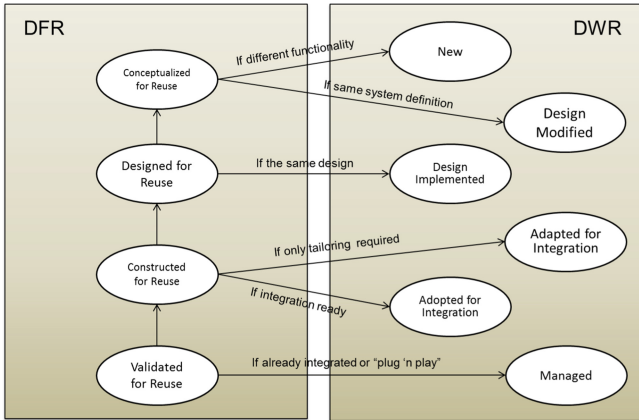 DFR
DWR
If different functionality
New
Conceptualized
for Reuse
If same system definition
Design
Modified
Designed for
Reuse
If the same design
Design
Implemented
Adapted for
Integration
If only tailoring required
Constructed
for Reuse
If integration ready
Adopted for
Integration
Validated
for Reuse
If already integrated or “plug ‘n play”
Managed